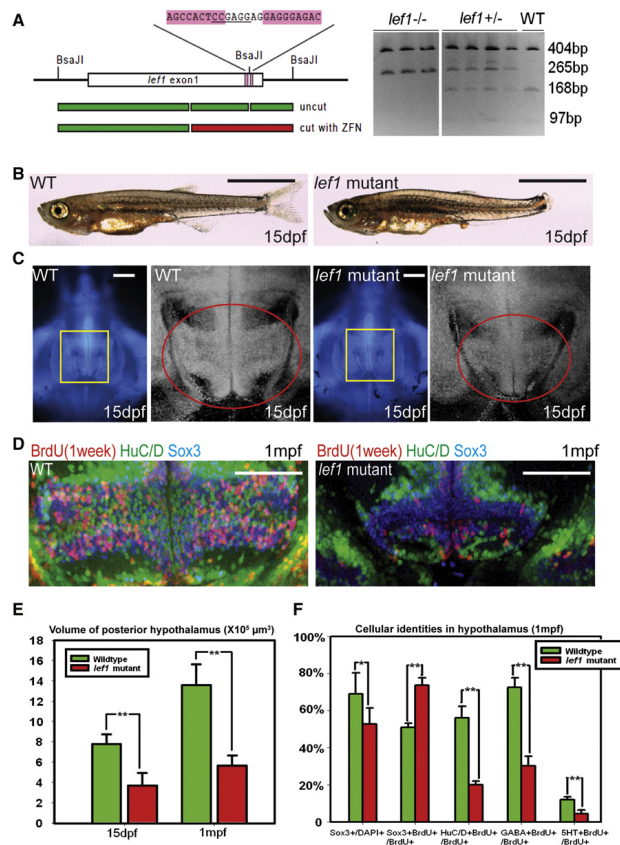 A
AGCCACTCCGAGGAGGAGGGAGAC
BsaJI
BsaJI
BsaJI
lef1 exon1
uncut
cut with ZFN
lef1-/-
lef1+/-
WT
404bp
265bp
168bp
97bp
B
WT
15dpf
lef1 mutant
15dpf
C
WT
15dpf
WT
15dpf
lef1 mutant
15dpf
lef1 mutant
15dpf
D
BrdU(1week) HuC/D Sox3
1mpf
WT
BrdU(1week) HuC/D Sox3
1mpf
lef1 mutant
E
Volume of posterior hypothalamus (X10⁵ µm³)
18
16
14
12
10
8
6
4
2
0
Wildtype
lef1 mutant
**
**
15dpf
1mpf
F
Cellular identities in hypothalamus (1mpf)
100%
80%
60%
40%
20%
0
Wildtype
lef1 mutant
*
**
**
**
**
Sox3+/DAPI+
Sox3+BrdU+
/BrdU+
HuC/D+BrdU+
/BrdU+
GABA+BrdU+
/BrdU+
5HT+BrdU+
/BrdU+